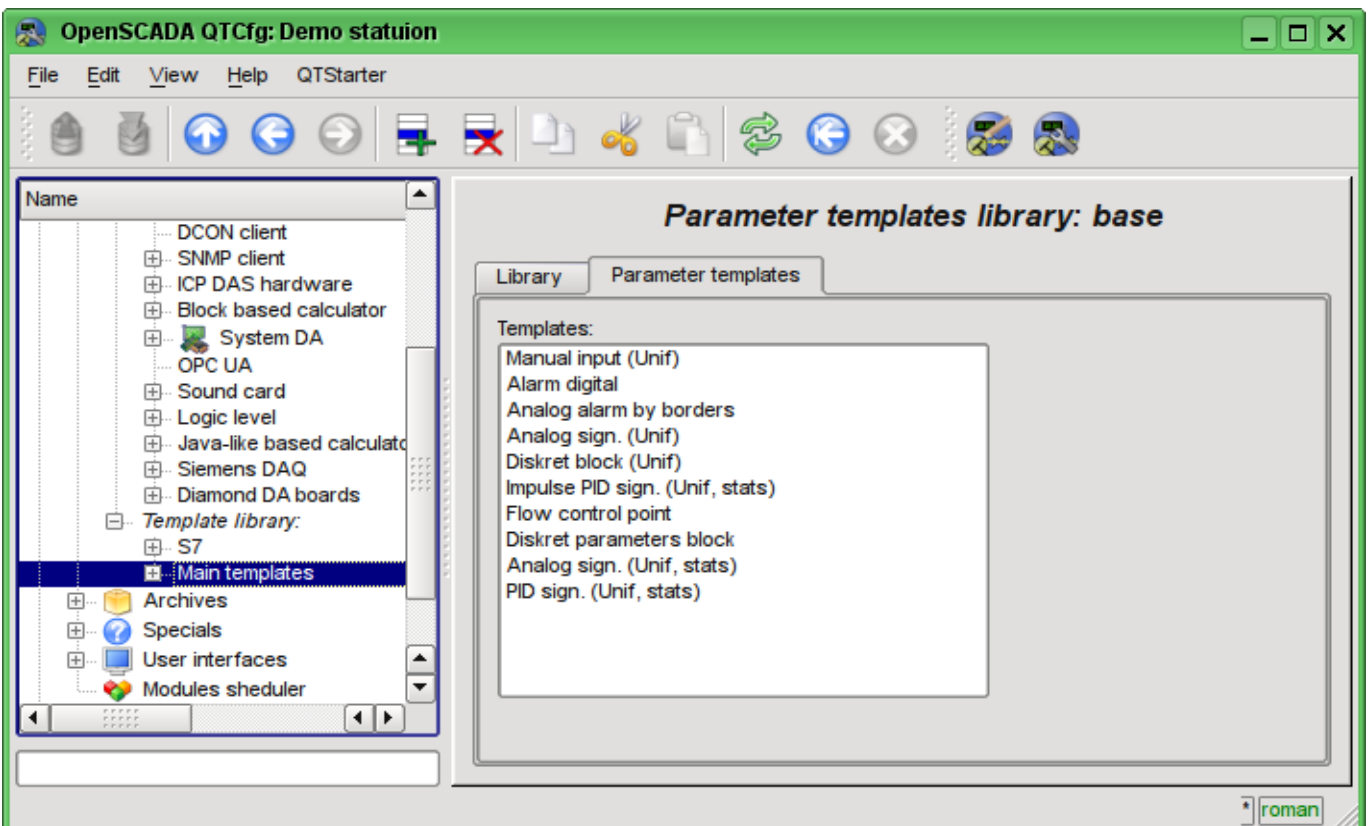 OpenSCADA QTCfg: Demo statuion
File Edit View Help QTStarter
Name
DCON client
SNMP client
ICP DAS hardware
Block based calculator
System DA
OPC UA
Sound card
Logic level
Java-like based calculato
Siemens DAQ
Diamond DA boards
Template library:
S7
Main templates
Archives
Specials
User interfaces
Modules sheduler
Parameter templates library: base
Library Parameter templates
Templates:
Manual input (Unif)
Alarm digital
Analog alarm by borders
Analog sign. (Unif)
Diskret block (Unif)
Impulse PID sign. (Unif, stats)
Flow control point
Diskret parameters block
Analog sign. (Unif, stats)
PID sign. (Unif, stats)
* roman